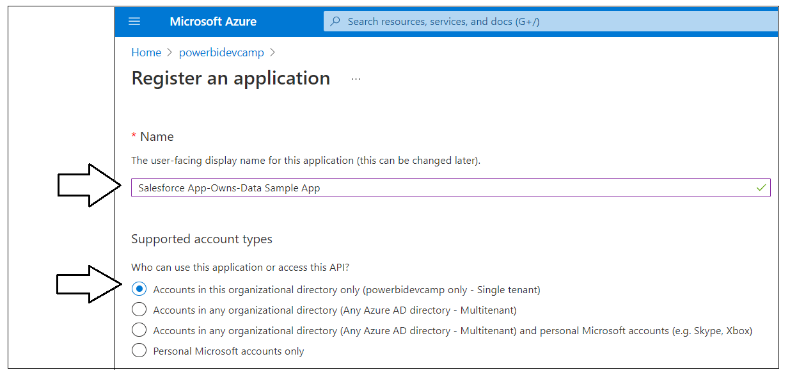 Microsoft Azure
Search resources, services, and docs (G+/)
Home > powerbidevcamp >
Register an application ...
* Name
The user-facing display name for this application (this can be changed later).
Salesforce App-Owns-Data Sample App
Supported account types
Who can use this application or access this API?
Accounts in this organizational directory only (powerbidevcamp only - Single tenant)
Accounts in any organizational directory (Any Azure AD directory - Multitenant)
Accounts in any organizational directory (Any Azure AD directory - Multitenant) and personal Microsoft accounts (e.g. Skype, Xbox)
Personal Microsoft accounts only